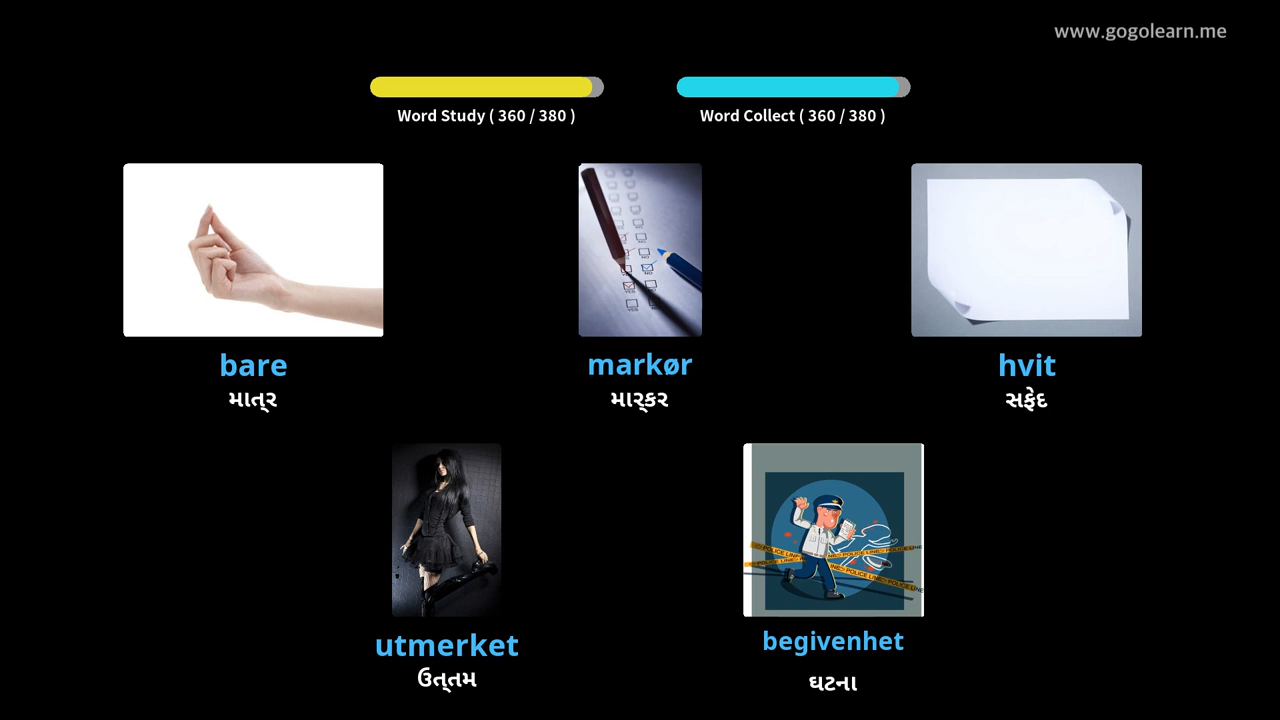 www.gogolearn.me
Word Study ( 360 / 380 )
Word Collect ( 360 / 380 )
bare
markør
hvit
માત્ર
માર્કર
સફેદ
utmerket
begivenhet
ઉત્તમ
ઘટના